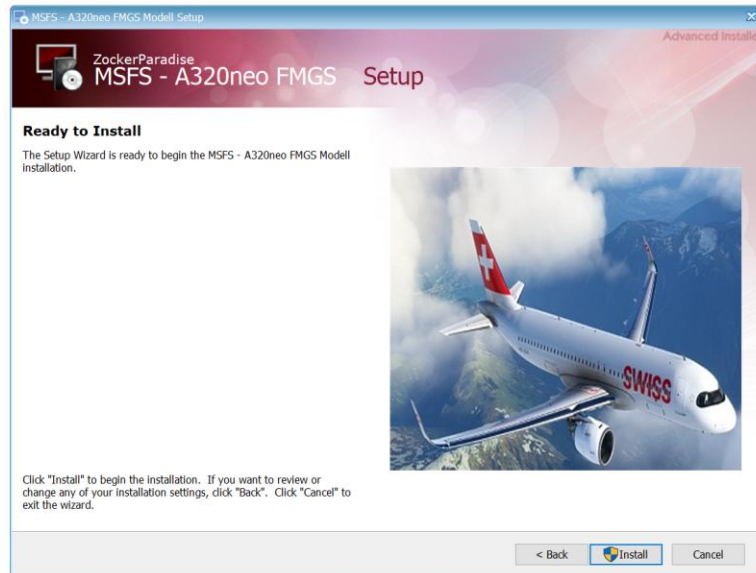 MSFS - A320neo FMGS Modell Setup
Advanced Installe
ZockerParadise
MSFS - A320neo FMGS Setup
Ready to Install
The Setup Wizard is ready to begin the MSFS - A320neo FMGS Modell
installation.
SWISS
Click "Install" to begin the installation. If you want to review or
change any of your installation settings, click "Back". Click "Cancel" to
exit the wizard.
< Back
Install
Cancel